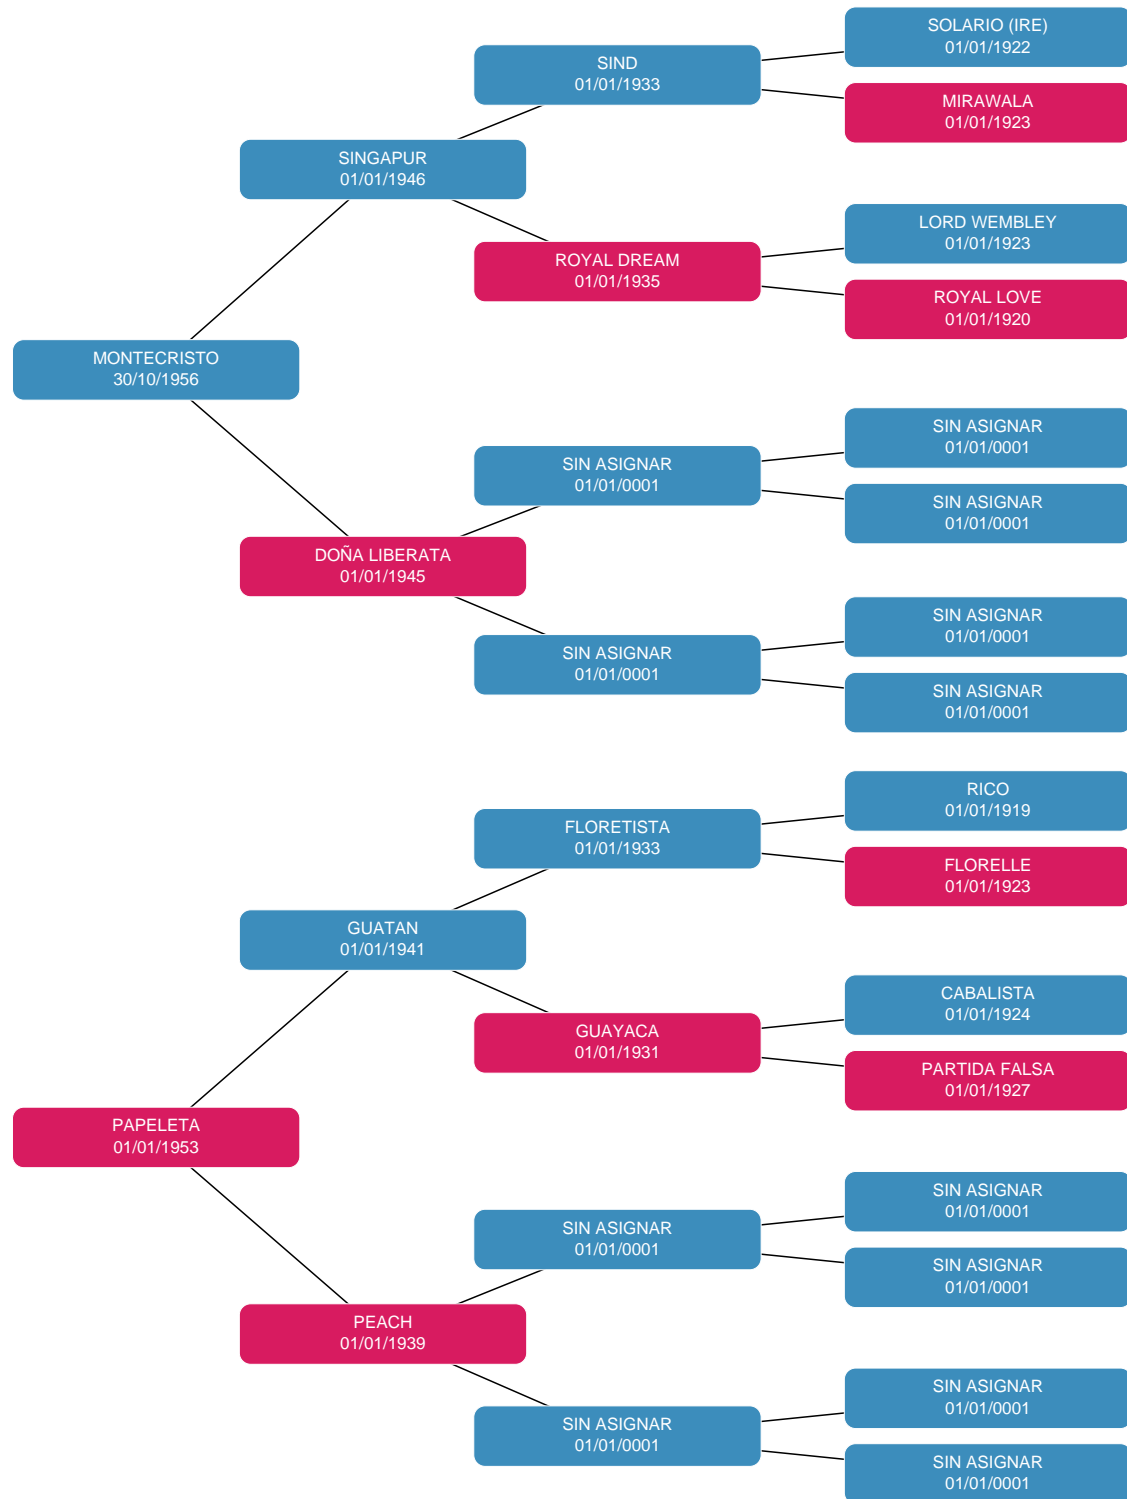 SOLARIO (IRE)
01/01/1922
SIND
01/01/1933
MIRAWALA
01/01/1923
SINGAPUR
01/01/1946
LORD WEMBLEY
01/01/1923
ROYAL DREAM
01/01/1935
ROYAL LOVE
01/01/1920
MONTECRISTO
30/10/1956
SIN ASIGNAR
01/01/0001
SIN ASIGNAR
01/01/0001
SIN ASIGNAR
01/01/0001
DOÑA LIBERATA
01/01/1945
SIN ASIGNAR
01/01/0001
SIN ASIGNAR
01/01/0001
SIN ASIGNAR
01/01/0001
RICO
01/01/1919
FLORETISTA
01/01/1933
FLORELLE
01/01/1923
GUATAN
01/01/1941
CABALISTA
01/01/1924
GUAYACA
01/01/1931
PARTIDA FALSA
01/01/1927
PAPELETA
01/01/1953
SIN ASIGNAR
01/01/0001
SIN ASIGNAR
01/01/0001
SIN ASIGNAR
01/01/0001
PEACH
01/01/1939
SIN ASIGNAR
01/01/0001
SIN ASIGNAR
01/01/0001
SIN ASIGNAR
01/01/0001